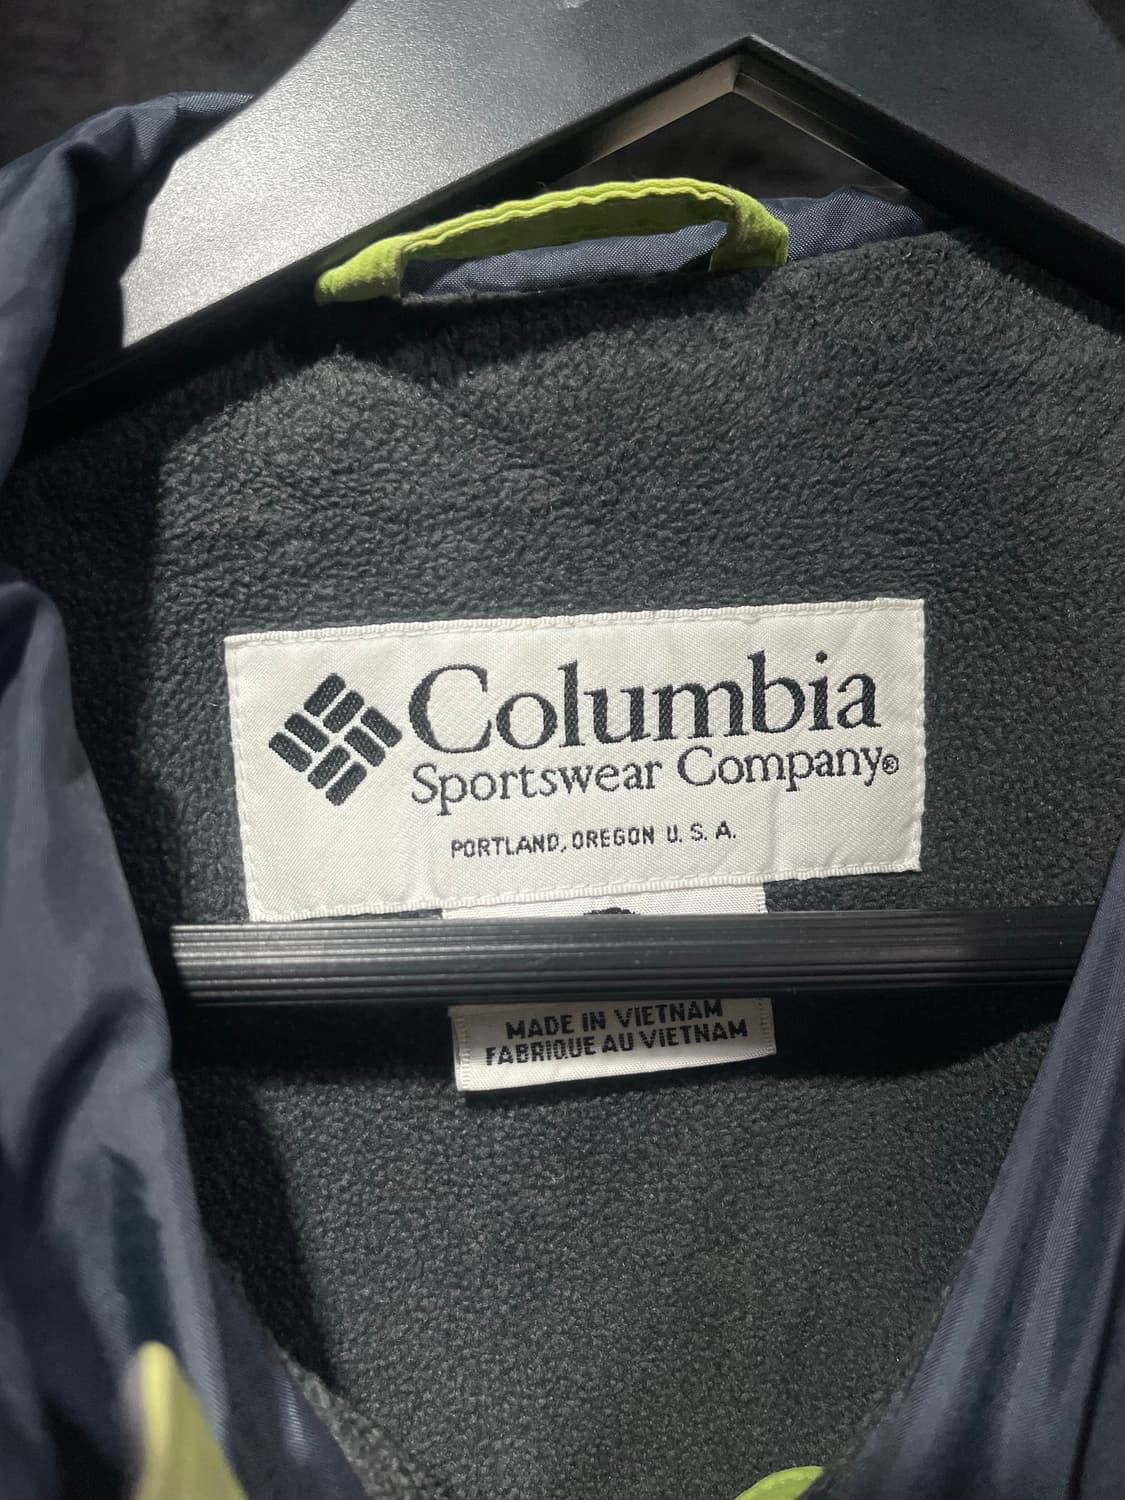 Columbia
Sportswear Company®
PORTLAND, OREGON U. S. A.
MADE IN VIETNAM
FABRIQUE AU VIETNAM